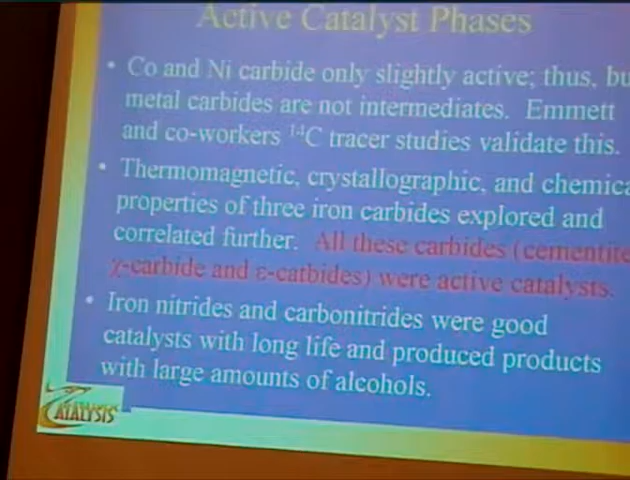 Active Catalyst Phases
• Co and Ni carbide only slightly active; thus, bu
metal carbides are not intermediates. Emmett
and co-workers ¹⁴C tracer studies validate this.
• Thermomagnetic, crystallographic, and chemica
properties of three iron carbides explored and
correlated further. All these carbides (cementite
χ-carbide and ε-catbides) were active catalysts.
• Iron nitrides and carbonitrides were good
catalysts with long life and produced products
with large amounts of alcohols.
CATALYSIS